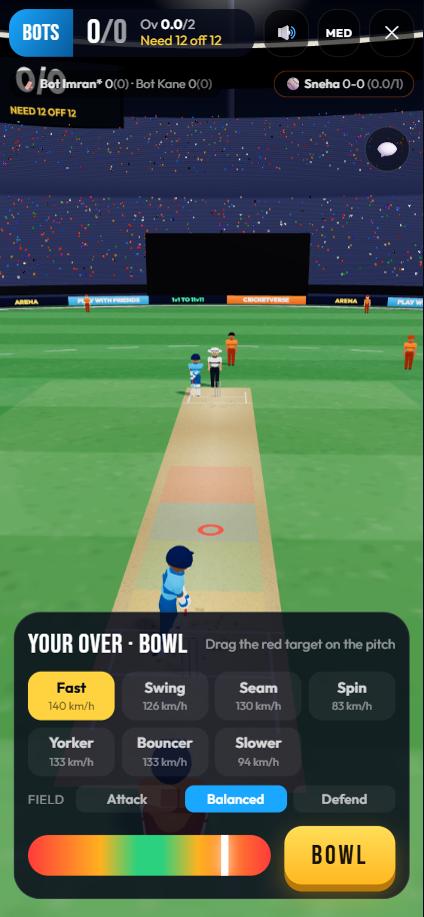 BOTS
0/0
Ov 0.0/2
Need 12 off 12
MED
0/0
Bot Imran* 0(0) · Bot Kane 0(0)
Sneha 0-0 (0.0/1)
NEED 12 OFF 12
ARENA
PLAY WITH FRIENDS
1v1 TO 11v11
CRICKETVERSE
ARENA
PLAY W
YOUR OVER · BOWL
Drag the red target on the pitch
Fast
140 km/h
Swing
126 km/h
Seam
130 km/h
Spin
83 km/h
Yorker
133 km/h
Bouncer
133 km/h
Slower
94 km/h
FIELD
Attack
Balanced
Defend
BOWL